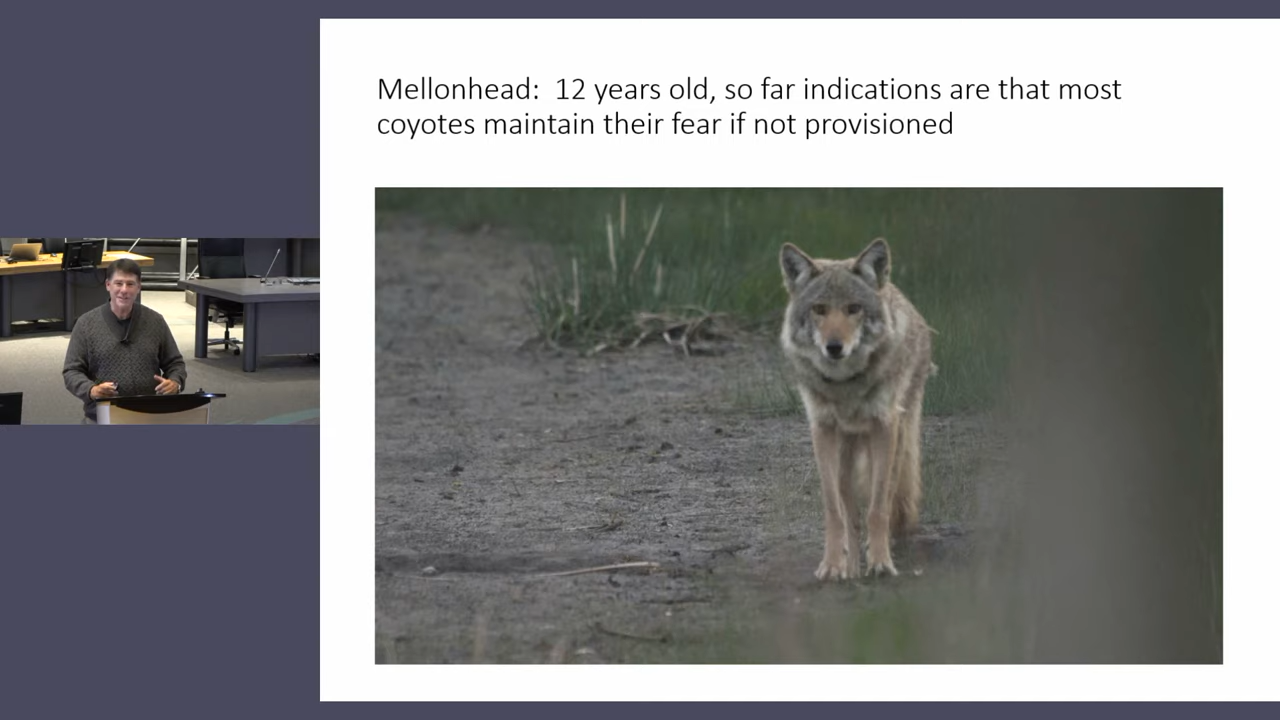 Mellonhead:  12 years old, so far indications are that most
coyotes maintain their fear if not provisioned